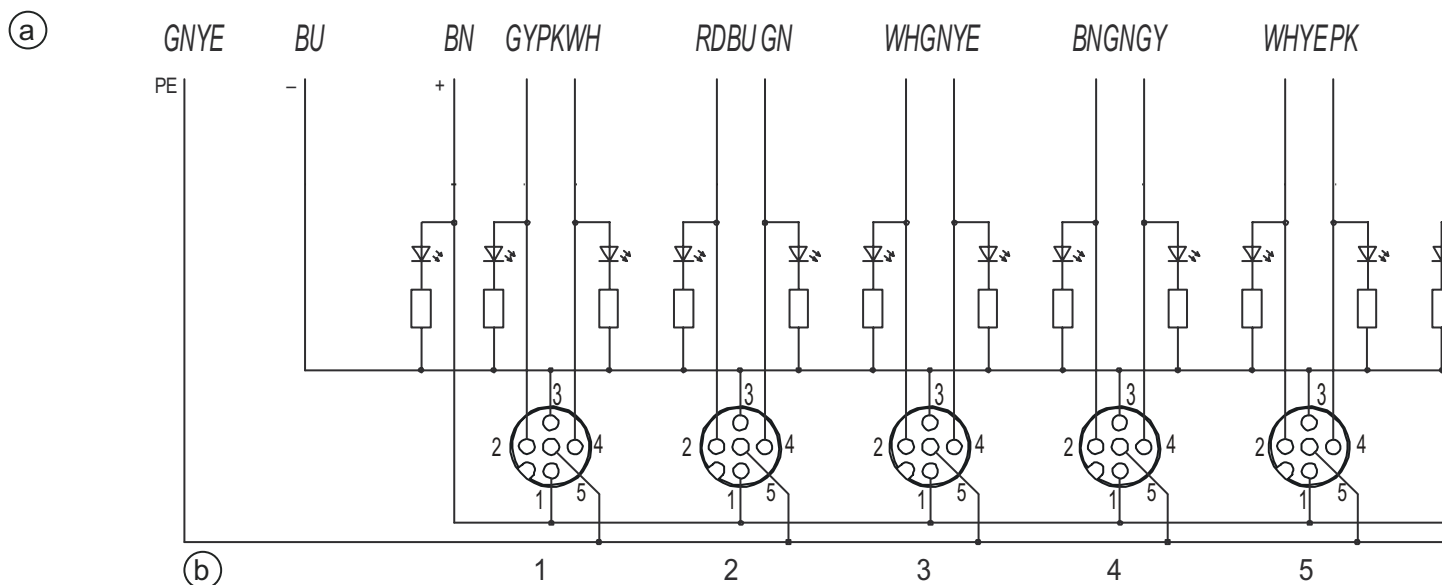 a
GNYE BU BN GYPKWH RDBU GN WHGNYE BNGNGY WHYEPK
PE – +
3 3 3 3 3
2 4 2 4 2 4 2 4 2 4
1 5 1 5 1 5 1 5 1 5
b 1 2 3 4 5